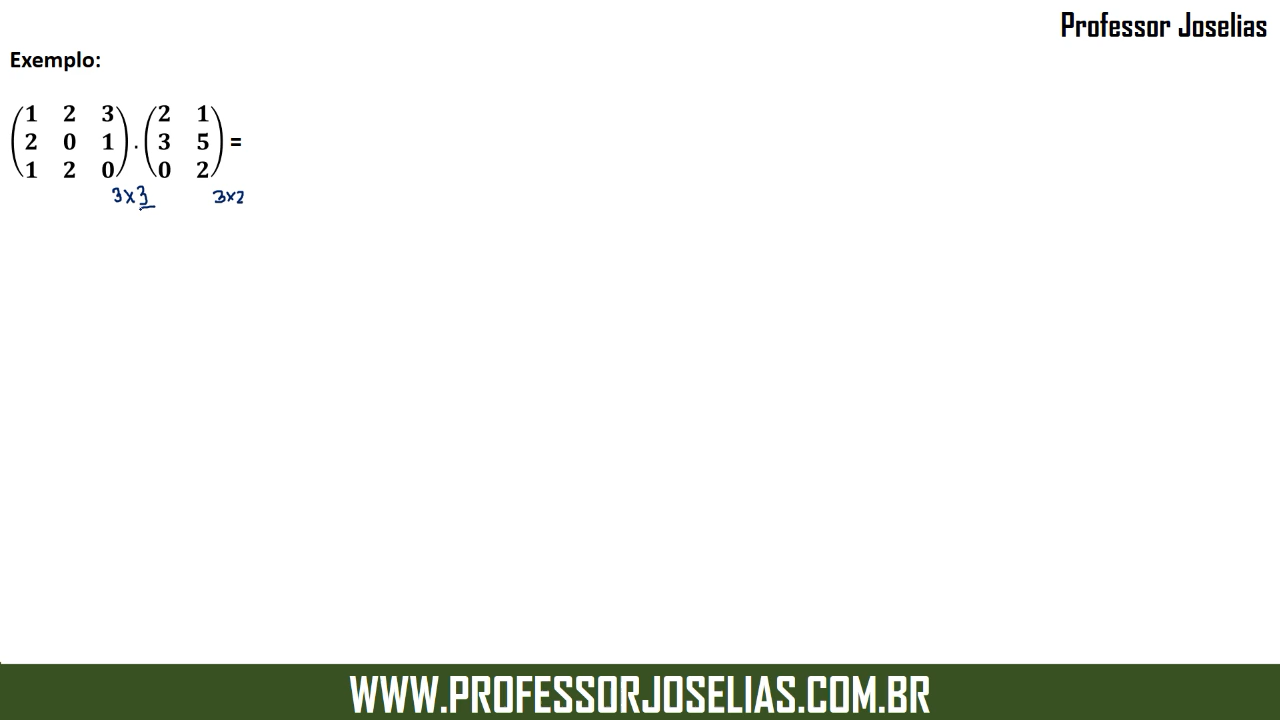 Professor Joselias
Exemplo:
1 2 3 2 1
2 0 1 . 3 5 =
1 2 0 0 2
3x3 3x2
WWW.PROFESSORJOSELIAS.COM.BR